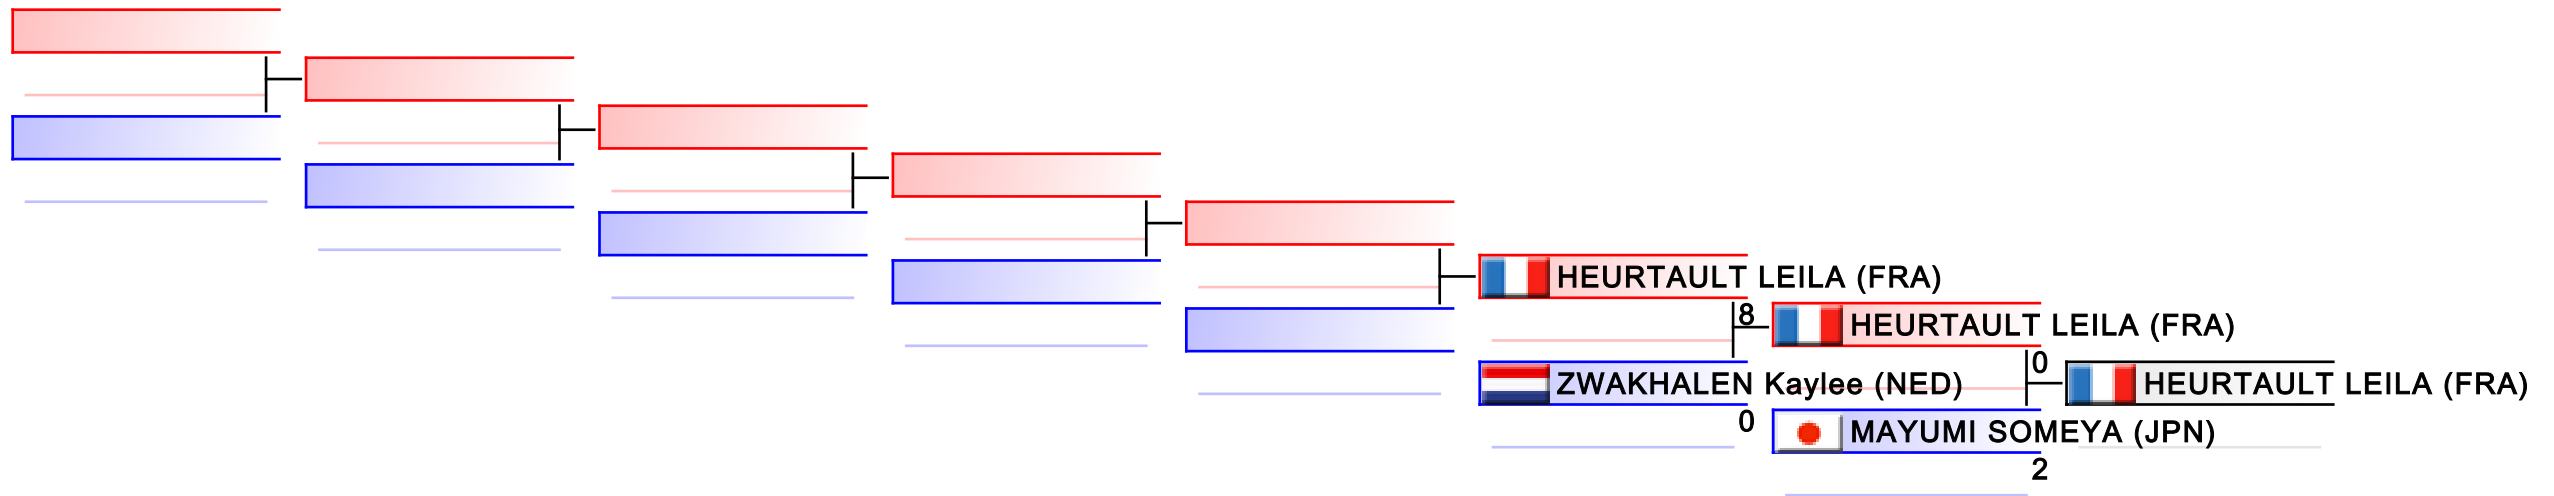 HEURTAULT LEILA (FRA)
8
HEURTAULT LEILA (FRA)
0
ZWAKHALEN Kaylee (NED)
HEURTAULT LEILA (FRA)
0
MAYUMI SOMEYA (JPN)
2